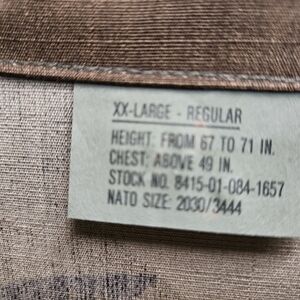 XX-LARGE - REGULAR
HEIGHT: FROM 67 TO 71 IN.
CHEST: ABOVE 49 IN.
STOCK NO. 8415-01-084-1657
NATO SIZE: 2030/3444